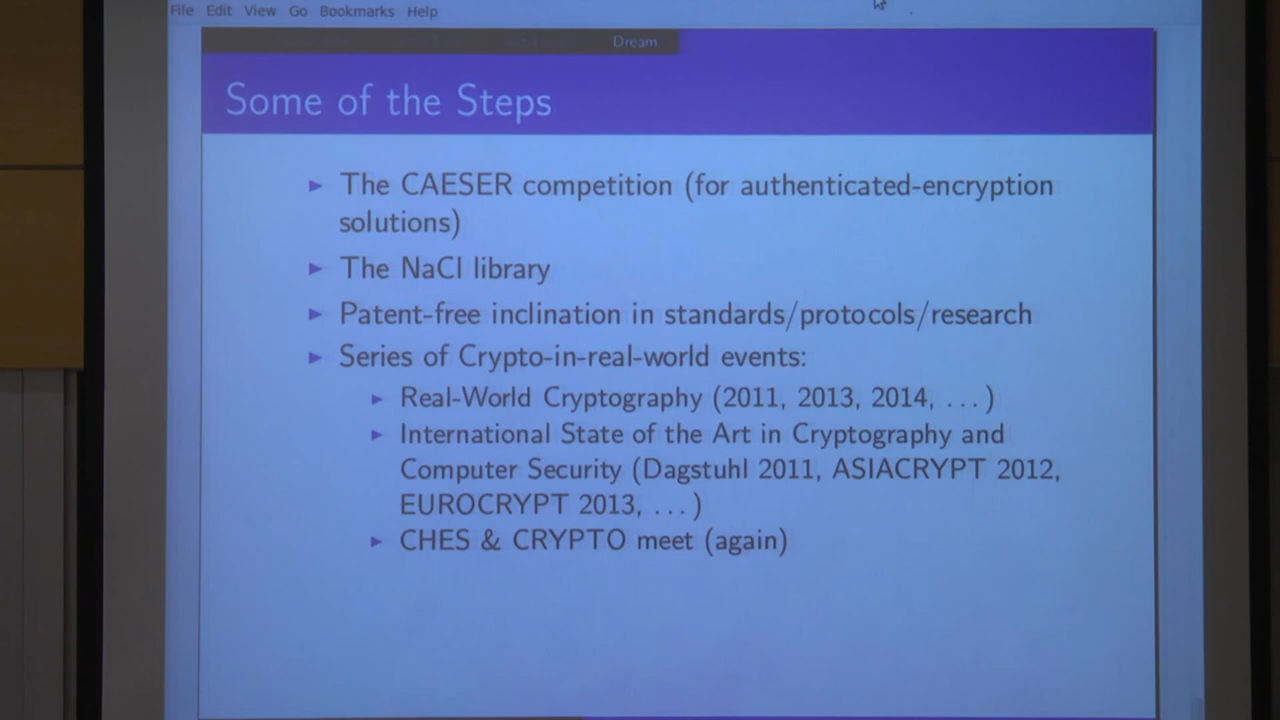 File Edit View Go Bookmarks Help
Dream
Some of the Steps
▶ The CAESER competition (for authenticated-encryption
solutions)
▶ The NaCl library
▶ Patent-free inclination in standards/protocols/research
▶ Series of Crypto-in-real-world events:
▶ Real-World Cryptography (2011, 2013, 2014, ...)
▶ International State of the Art in Cryptography and
Computer Security (Dagstuhl 2011, ASIACRYPT 2012,
EUROCRYPT 2013, ...)
▶ CHES & CRYPTO meet (again)